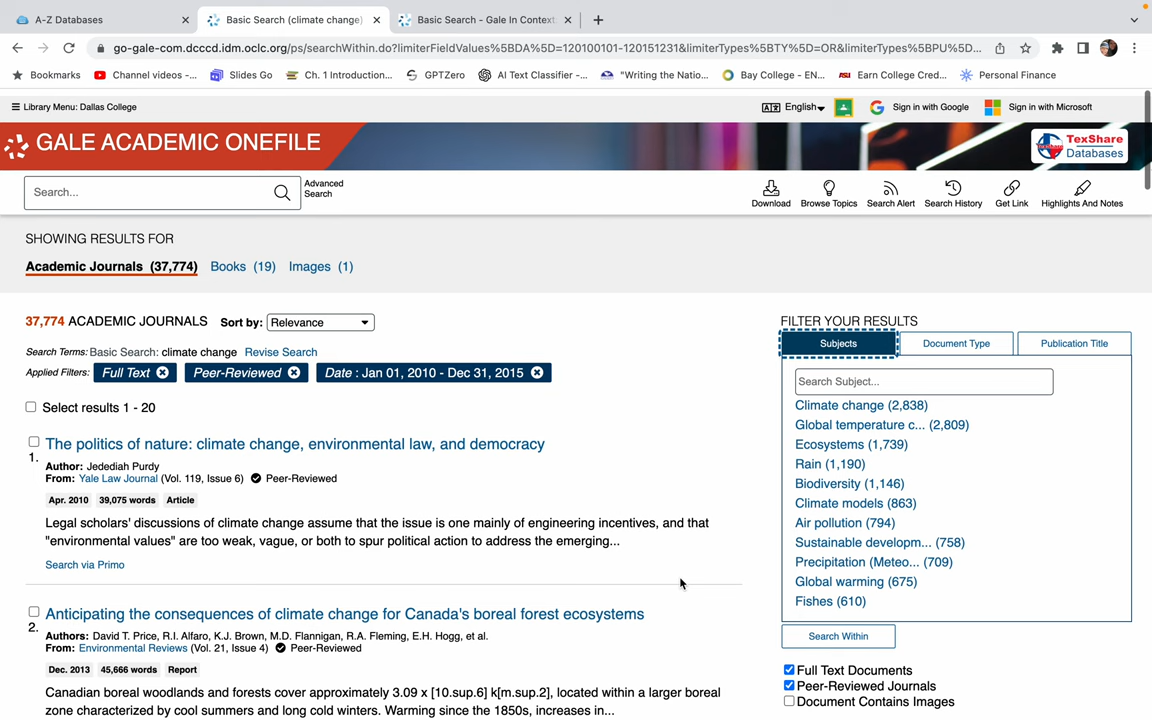 A-Z Databases
Basic Search (climate change)
Basic Search - Gale In Context:
go-gale-com.dcccd.idm.oclc.org/ps/searchWithin.do?limiterFieldValues%5BDA%5D=120100101-120151231&limiterTypes%5BTY%5D=OR&limiterTypes%5BPU%5D...
Bookmarks
Channel videos -...
Slides Go
Ch. 1 Introduction...
GPTZero
AI Text Classifier -...
"Writing the Natio...
Bay College - EN...
ASU
Earn College Cred...
Personal Finance
Library Menu: Dallas College
English
Sign in with Google
Sign in with Microsoft
GALE ACADEMIC ONEFILE
TexShare
Databases
Search...
Advanced
Search
Download
Browse Topics
Search Alert
Search History
Get Link
Highlights And Notes
SHOWING RESULTS FOR
Academic Journals (37,774)
Books (19)
Images (1)
37,774 ACADEMIC JOURNALS
Sort by:
Relevance
Search Terms: Basic Search: climate change Revise Search
Applied Filters:
Full Text
Peer-Reviewed
Date : Jan 01, 2010 - Dec 31, 2015
Select results 1 - 20
1.
The politics of nature: climate change, environmental law, and democracy
Author: Jedediah Purdy
From: Yale Law Journal (Vol. 119, Issue 6) Peer-Reviewed
Apr. 2010 39,075 words Article
Legal scholars' discussions of climate change assume that the issue is one mainly of engineering incentives, and that
"environmental values" are too weak, vague, or both to spur political action to address the emerging...
Search via Primo
2.
Anticipating the consequences of climate change for Canada's boreal forest ecosystems
Authors: David T. Price, R.I. Alfaro, K.J. Brown, M.D. Flannigan, R.A. Fleming, E.H. Hogg, et al.
From: Environmental Reviews (Vol. 21, Issue 4) Peer-Reviewed
Dec. 2013 45,666 words Report
Canadian boreal woodlands and forests cover approximately 3.09 x [10.sup.6] k[m.sup.2], located within a larger boreal
zone characterized by cool summers and long cold winters. Warming since the 1850s, increases in...
FILTER YOUR RESULTS
Subjects
Document Type
Publication Title
Search Subject...
Climate change (2,838)
Global temperature c... (2,809)
Ecosystems (1,739)
Rain (1,190)
Biodiversity (1,146)
Climate models (863)
Air pollution (794)
Sustainable developm... (758)
Precipitation (Meteo... (709)
Global warming (675)
Fishes (610)
Search Within
Full Text Documents
Peer-Reviewed Journals
Document Contains Images